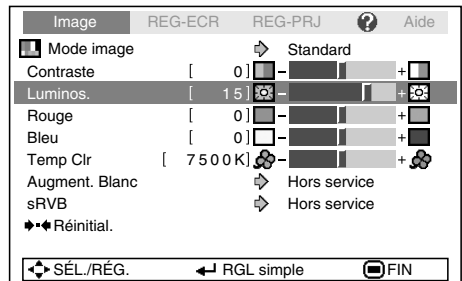 Image REG-ECR REG-PRJ ? Aide
Mode image Standard
Contraste [ 0] - +
Luminos. [ 15] - +
Rouge [ 0] - +
Bleu [ 0] - +
Temp Clr [ 7500K] - +
Augment. Blanc Hors service
sRVB Hors service
Réinitial.
SÉL./RÉG. RGL simple FIN